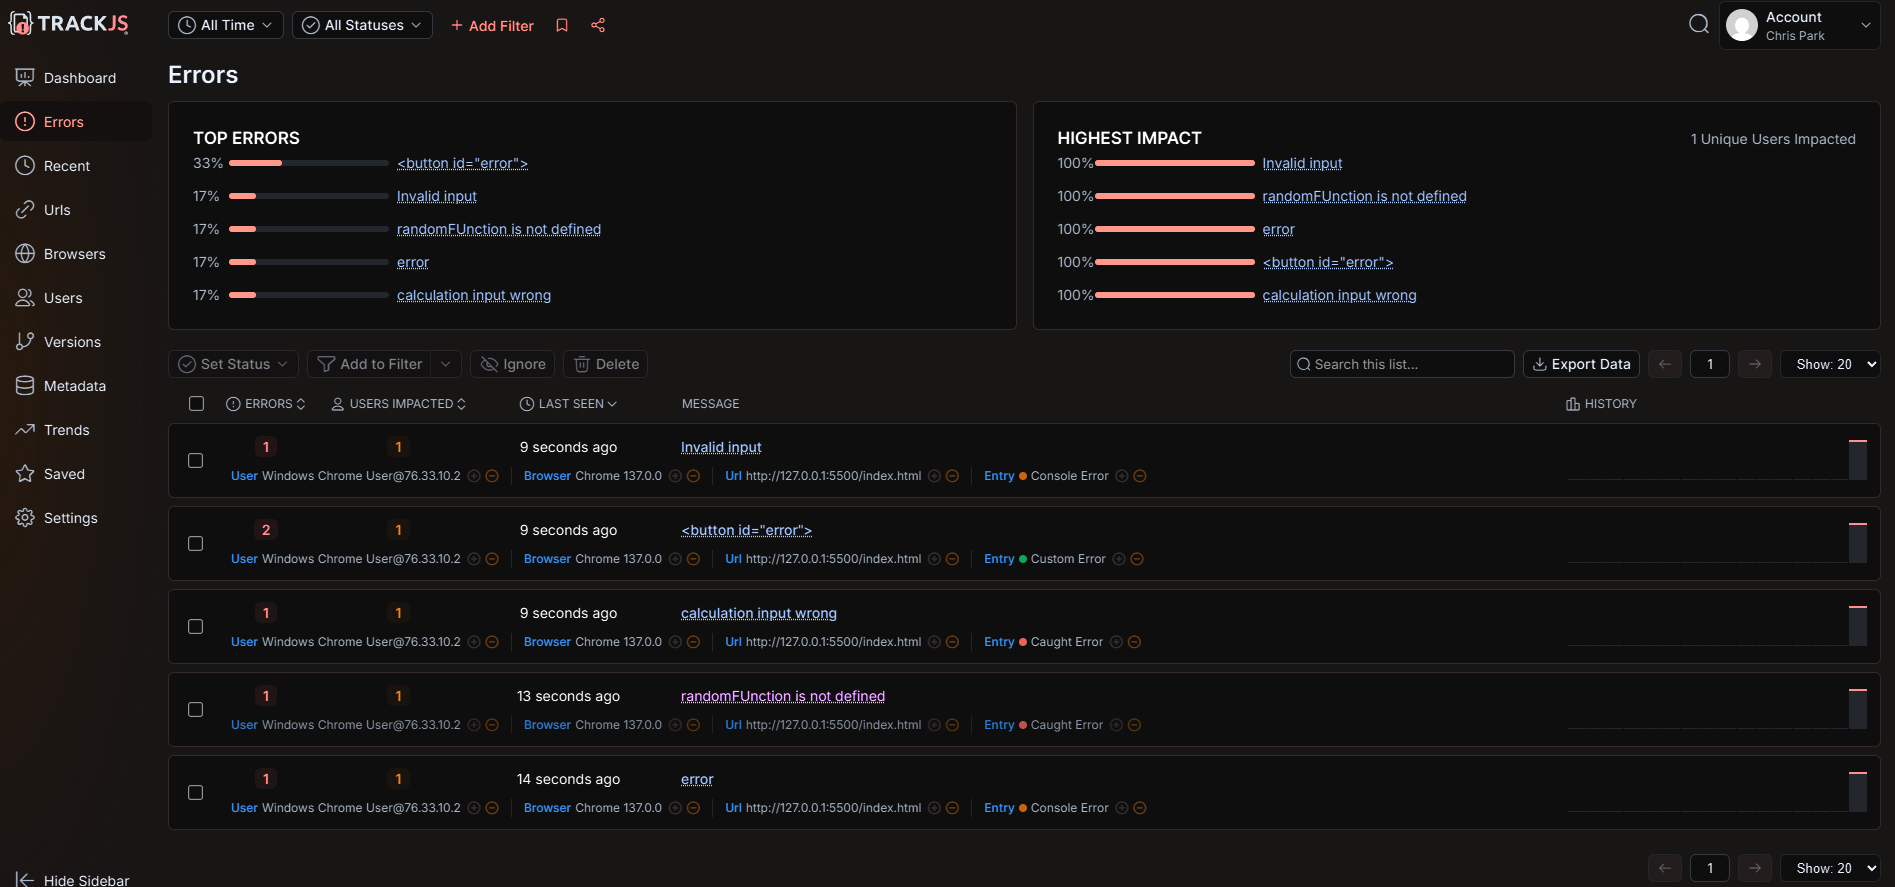 TRACKJS
All Time
All Statuses
+ Add Filter
Account
Chris Park
Dashboard
Errors
Recent
Urls
Browsers
Users
Versions
Metadata
Trends
Saved
Settings
Hide Sidebar
Errors
TOP ERRORS
33% <button id="error">
17% Invalid input
17% randomFUnction is not defined
17% error
17% calculation input wrong
HIGHEST IMPACT
1 Unique Users Impacted
100% Invalid input
100% randomFUnction is not defined
100% error
100% <button id="error">
100% calculation input wrong
Set Status Add to Filter Ignore Delete
Search this list... Export Data 1 Show: 20
ERRORS USERS IMPACTED LAST SEEN MESSAGE HISTORY
1 1 9 seconds ago Invalid input
User Windows Chrome User@76.33.10.2 Browser Chrome 137.0.0 Url http://127.0.0.1:5500/index.html Entry Console Error
2 1 9 seconds ago <button id="error">
User Windows Chrome User@76.33.10.2 Browser Chrome 137.0.0 Url http://127.0.0.1:5500/index.html Entry Custom Error
1 1 9 seconds ago calculation input wrong
User Windows Chrome User@76.33.10.2 Browser Chrome 137.0.0 Url http://127.0.0.1:5500/index.html Entry Caught Error
1 1 13 seconds ago randomFUnction is not defined
User Windows Chrome User@76.33.10.2 Browser Chrome 137.0.0 Url http://127.0.0.1:5500/index.html Entry Caught Error
1 1 14 seconds ago error
User Windows Chrome User@76.33.10.2 Browser Chrome 137.0.0 Url http://127.0.0.1:5500/index.html Entry Console Error
1 Show: 20